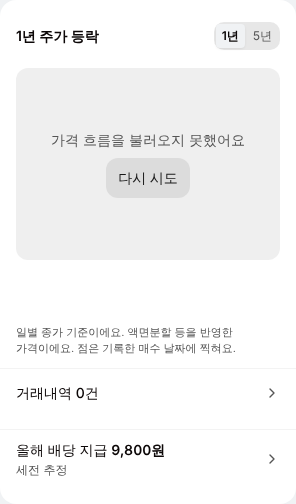 1년 주가 등락
1년 5년
가격 흐름을 불러오지 못했어요
다시 시도
일별 종가 기준이에요. 액면분할 등을 반영한
가격이에요. 점은 기록한 매수 날짜에 찍혀요.
거래내역 0건
올해 배당 지급 9,800원
세전 추정